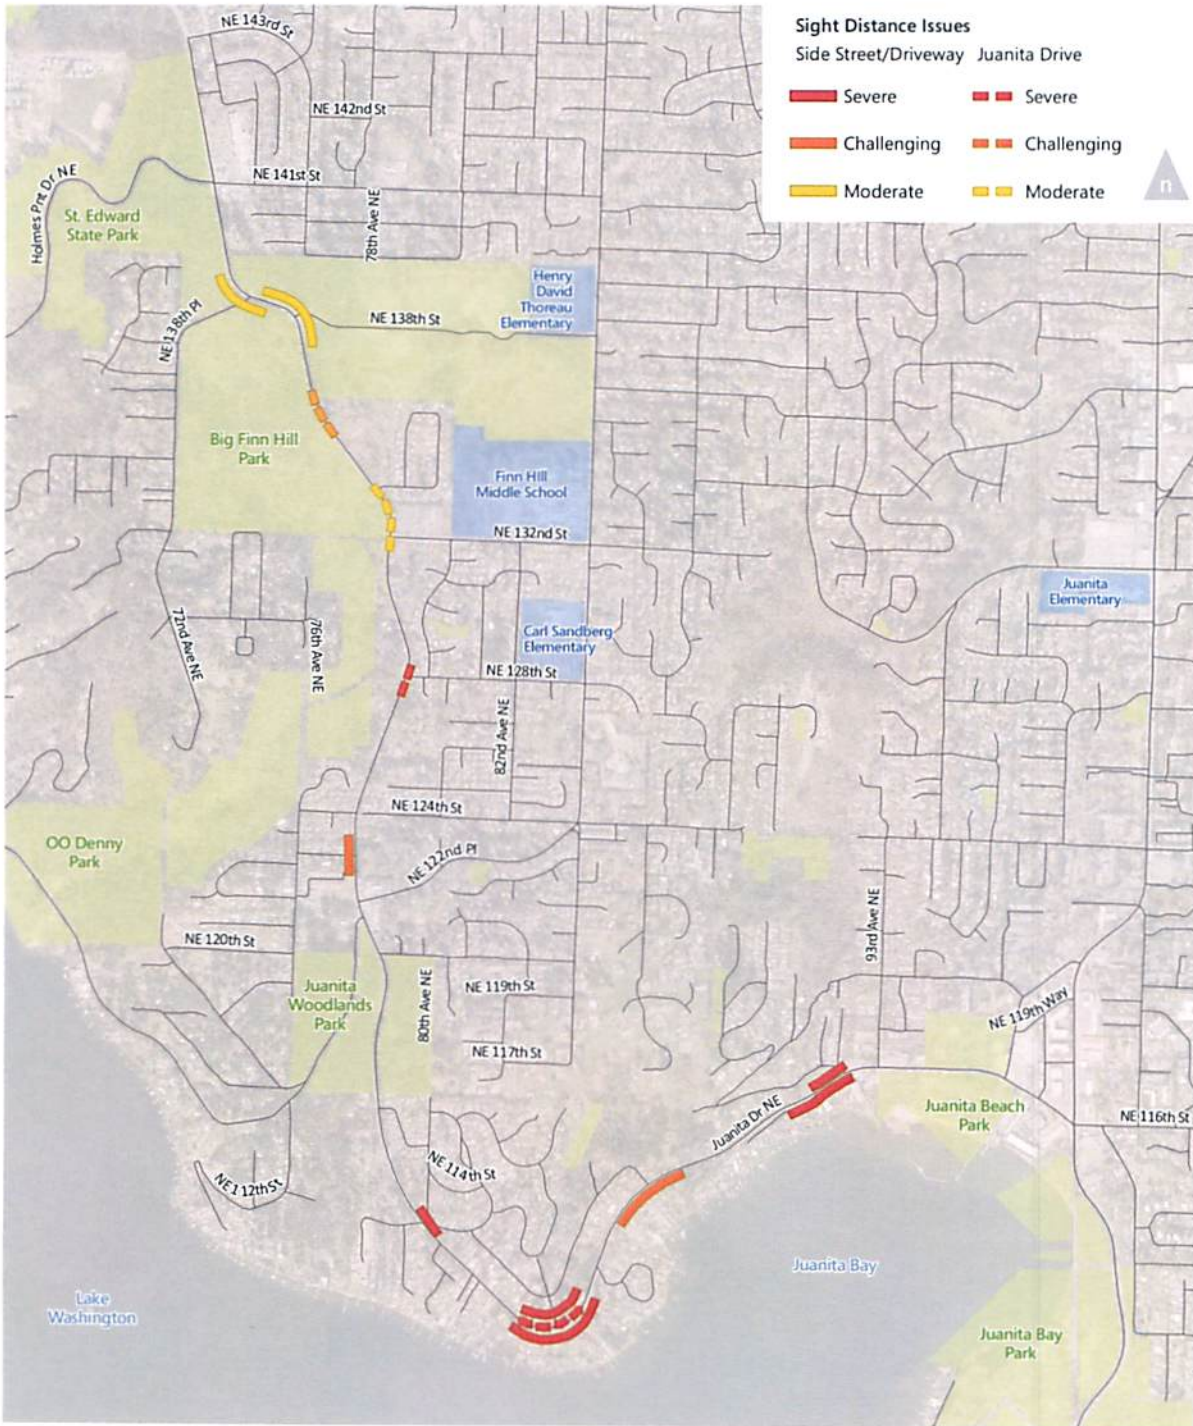 Sight Distance Issues
Side Street/Driveway Juanita Drive
Severe Severe
Challenging Challenging
Moderate Moderate
n
NE 143rd St
NE 142nd St
NE 141st St
Holmes Pnt Dr NE
St. Edward
State Park
78th Ave NE
Henry
David
Thoreau
Elementary
NE 138th Pl
NE 138th St
Big Finn Hill
Park
Finn Hill
Middle School
NE 132nd St
Juanita
Elementary
72nd Ave NE
76th Ave NE
Carl Sandberg
Elementary
NE 128th St
82nd Ave NE
NE 124th St
OO Denny
Park
NE 122nd Pl
93rd Ave NE
NE 120th St
Juanita
Woodlands
Park
80th Ave NE
NE 119th St
NE 119th Way
NE 117th St
Juanita Dr NE
Juanita Beach
Park
NE 116th St
NE 114th St
NE 112th St
Juanita Bay
Lake
Washington
Juanita Bay
Park